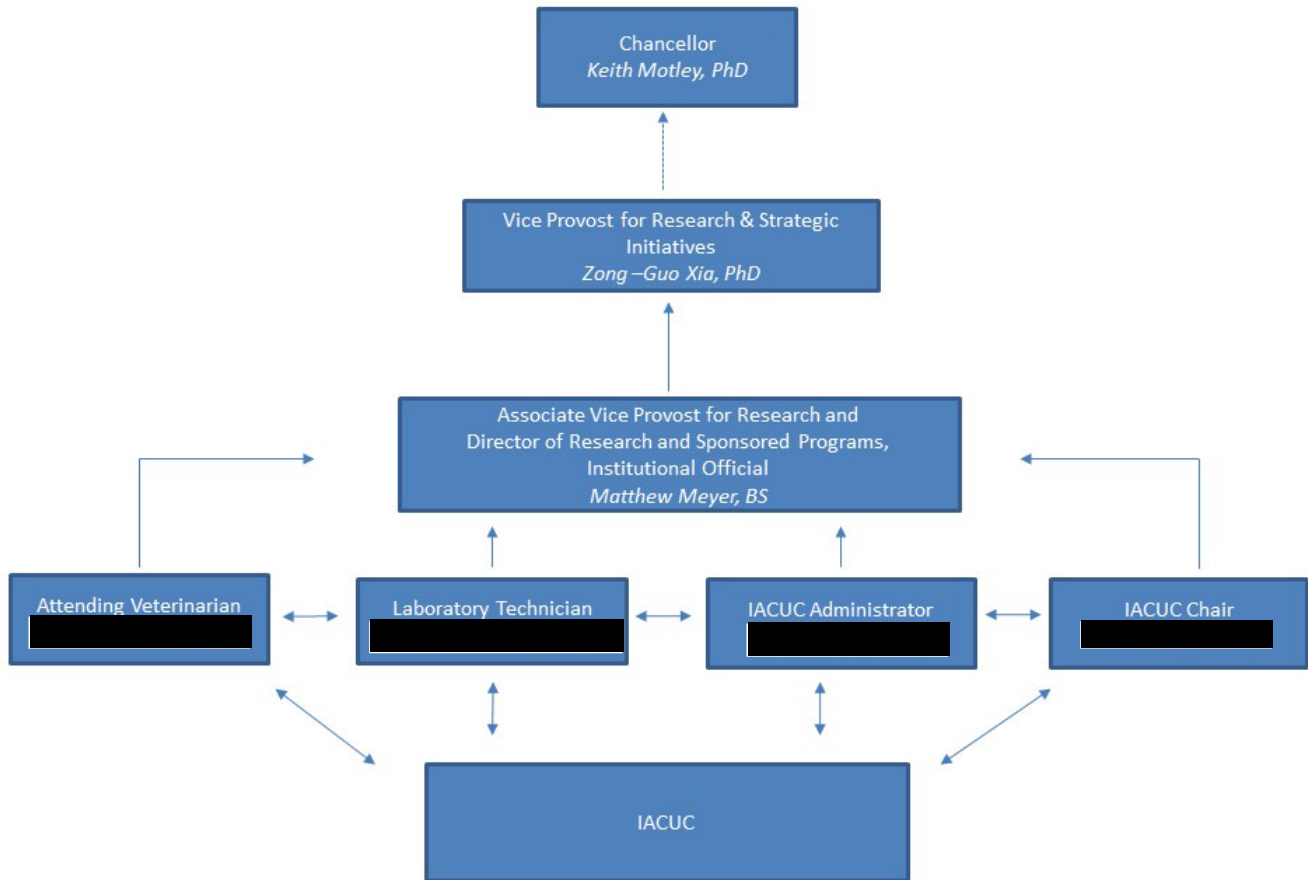 Chancellor
Keith Motley, PhD
Vice Provost for Research & Strategic
Initiatives
Zong –Guo Xia, PhD
Associate Vice Provost for Research and
Director of Research and Sponsored Programs,
Institutional Official
Matthew Meyer, BS
Attending Veterinarian
Laboratory Technician
IACUC Administrator
IACUC Chair
IACUC